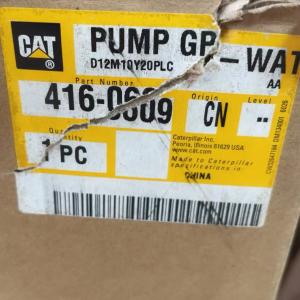 CAT
PUMP GP-WAT
D12M10Y20PLC
AA
Part Number
416-0609
Origin
CN
Level
--
Quantity
1 PC
Caterpillar Inc.
Peoria, Illinois 61629 USA
www.cat.com
Made to Caterpillar
specifications in
CHINA